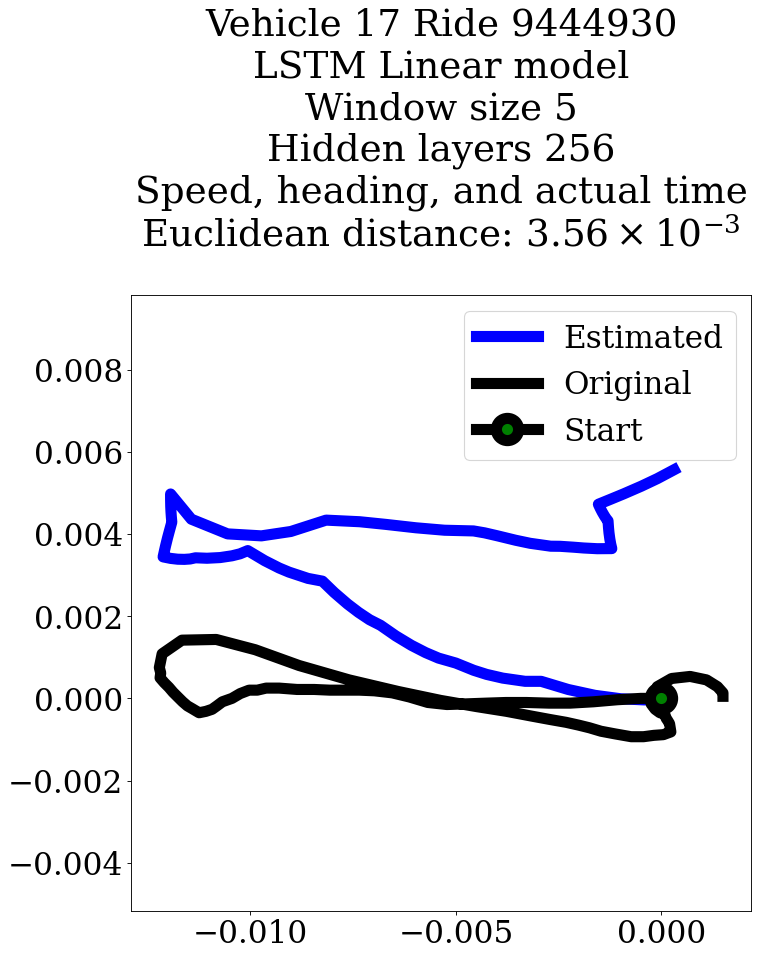 Vehicle 17 Ride 9444930
LSTM Linear model
Window size 5
Hidden layers 256
Speed, heading, and actual time
Euclidean distance: 3.56 × 10⁻³
Estimated
Original
Start
0.008
0.006
0.004
0.002
0.000
−0.002
−0.004
−0.010
−0.005
0.000